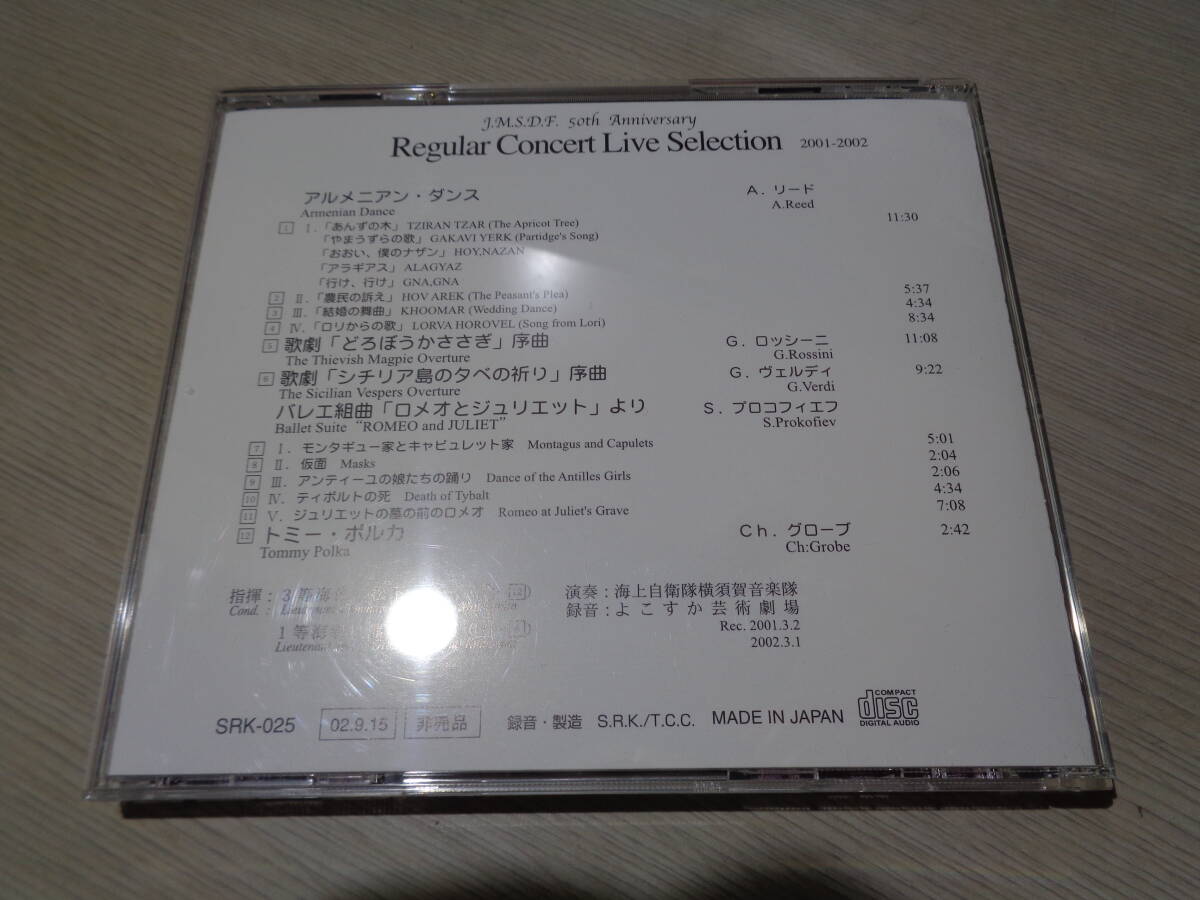 J.M.S.D.F. 50th Anniversary
Regular Concert Live Selection 2001-2002
アルメニアン・ダンス A. リード
Armenian Dance A.Reed
1 Ⅰ.「あんずの木」 TZIRAN TZAR (The Apricot Tree) 11:30
「やまうずらの歌」 GAKAVI YERK (Partidge's Song)
「おおい、僕のナザン」 HOY,NAZAN
「アラギアス」 ALAGYAZ
「行け、行け」 GNA,GNA
2 Ⅱ.「農民の訴え」 HOV AREK (The Peasant's Plea) 5:37
3 Ⅲ.「結婚の舞曲」 KHOOMAR (Wedding Dance) 4:34
4 Ⅳ.「ロリからの歌」 LORVA HOROVEL (Song from Lori) 8:34
5 歌劇「どろぼうかささぎ」序曲 G. ロッシーニ 11:08
The Thievish Magpie Overture G.Rossini
6 歌劇「シチリア島の夕べの祈り」序曲 G. ヴェルディ 9:22
The Sicilian Vespers Overture G.Verdi
バレエ組曲「ロメオとジュリエット」より S. プロコフィエフ
Ballet Suite “ROMEO and JULIET” S.Prokofiev
7 Ⅰ. モンタギュー家とキャピュレット家 Montagus and Capulets 5:01
8 Ⅱ. 仮面 Masks 2:04
9 Ⅲ. アンティーユの娘たちの踊り Dance of the Antilles Girls 2:06
10 Ⅳ. ティボルトの死 Death of Tybalt 4:34
11 Ⅴ. ジュリエットの墓の前のロメオ Romeo at Juliet's Grave 7:08
12 トミー・ポルカ Ch. グローブ 2:42
Tommy Polka Ch:Grobe
指揮: 3等海 演奏:海上自衛隊横須賀音楽隊
Cond. : Lieutenant 録音:よこすか芸術劇場
Rec. 2001.3.2
1等海 2002.3.1
SRK-025 02.9.15 非売品 録音・製造 S.R.K./T.C.C. MADE IN JAPAN COMPACT disc DIGITAL AUDIO